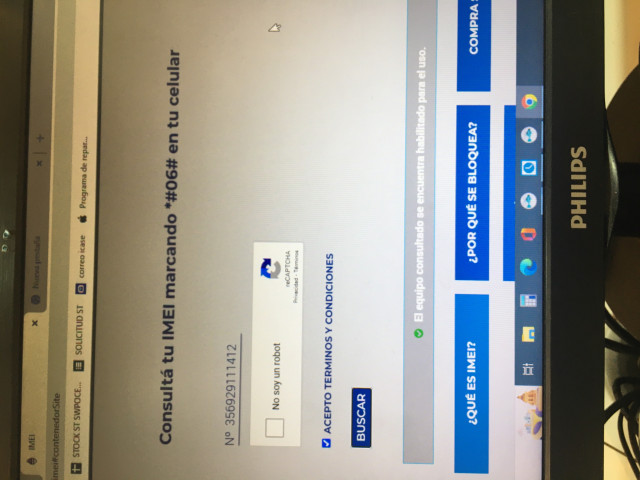 IMEI
Nueva pestaña
STOCK ST SWPOCE...
SOLICITUD ST
correo icase
Programa de repar...
Consultá tu IMEI marcando *#06# en tu celular
Nº 356929111412
No soy un robot
reCAPTCHA
Privacidad - Términos
ACEPTO TERMINOS Y CONDICIONES
BUSCAR
El equipo consultado se encuentra habilitado para el uso.
¿QUÉ ES IMEI?
¿POR QUÉ SE BLOQUEA?
COMPRA
PHILIPS